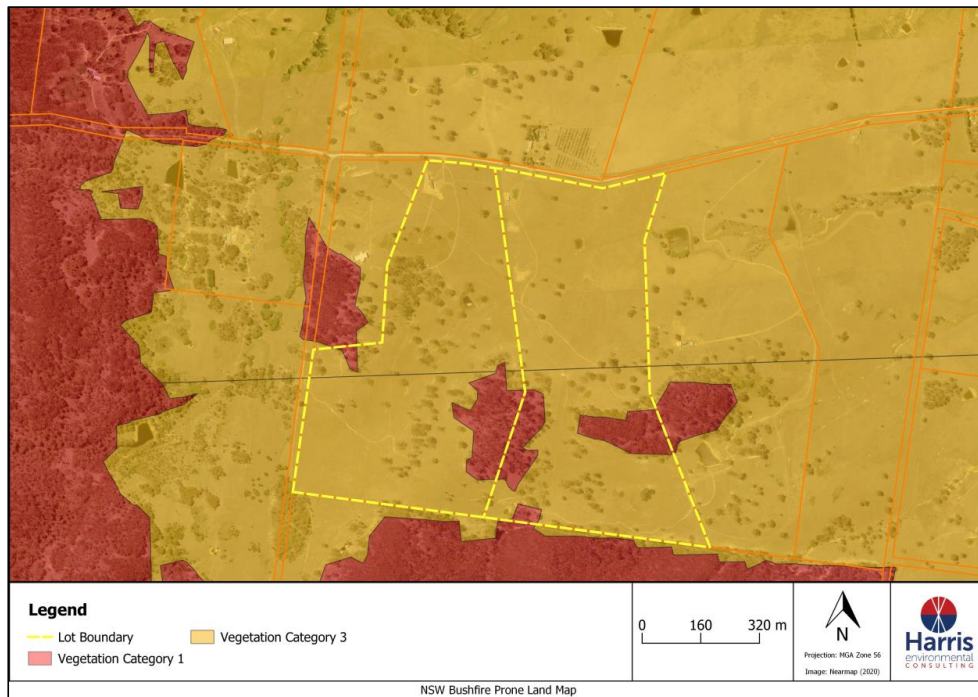 Legend
Lot Boundary
Vegetation Category 3
Vegetation Category 1
0 160 320 m
N
Projection: MGA Zone 56
Image: Nearmap (2020)
Harris
environmental
CONSULTING
NSW Bushfire Prone Land Map